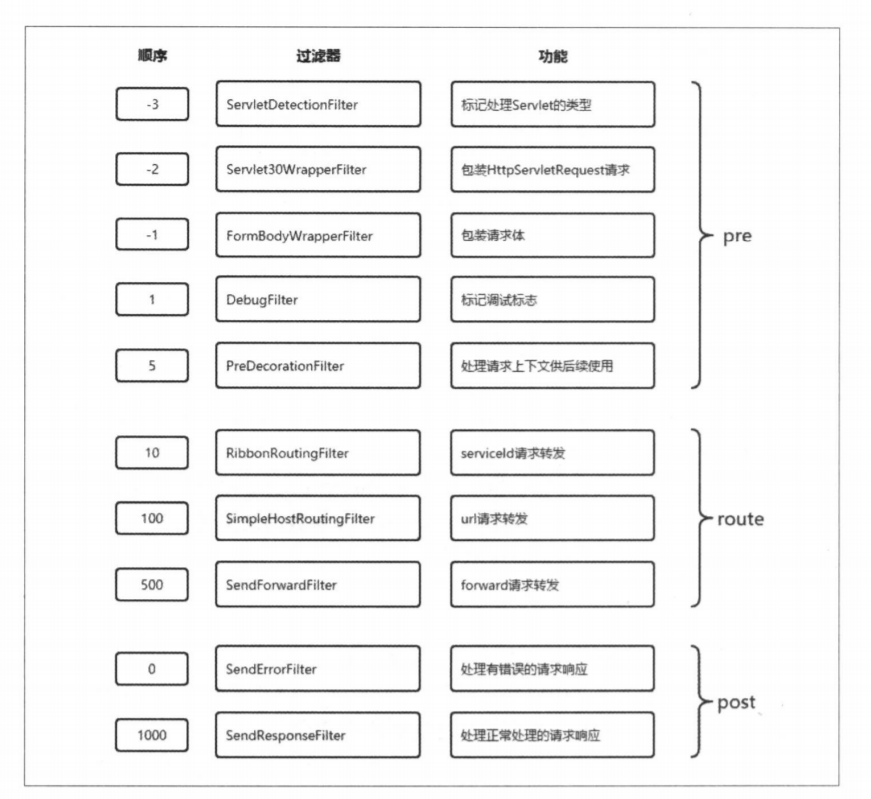 顺序 过滤器 功能
-3 ServletDetectionFilter 标记处理Servlet的类型
-2 Servlet30WrapperFilter 包装HttpServletRequest请求
-1 FormBodyWrapperFilter 包装请求体
pre
1 DebugFilter 标记调试标志
5 PreDecorationFilter 处理请求上下文供后续使用
10 RibbonRoutingFilter serviceId请求转发
100 SimpleHostRoutingFilter url请求转发
route
500 SendForwardFilter forward请求转发
0 SendErrorFilter 处理有错误的请求响应
post
1000 SendResponseFilter 处理正常处理的请求响应